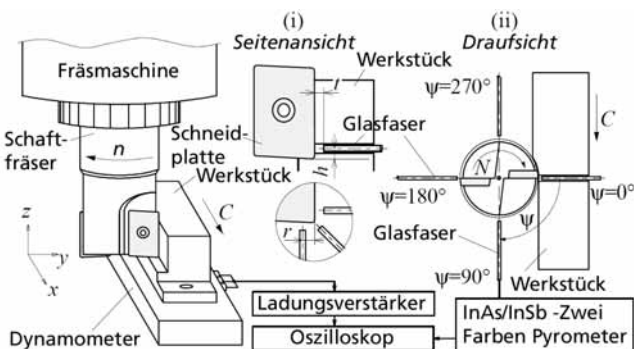 (i)
Seitenansicht
(ii)
Draufsicht
Fräsmaschine
Werkstück
ψ=270°
C
t
Glasfaser
Schaft-
fräser
n
Schneid-
platte
Werkstück
h
N
ψ=180°
ψ=0°
ψ
z
y
x
C
r
Glasfaser
ψ=90°
Werkstück
Ladungsverstärker
Dynamometer
Oszilloskop
InAs/InSb -Zwei
Farben Pyrometer